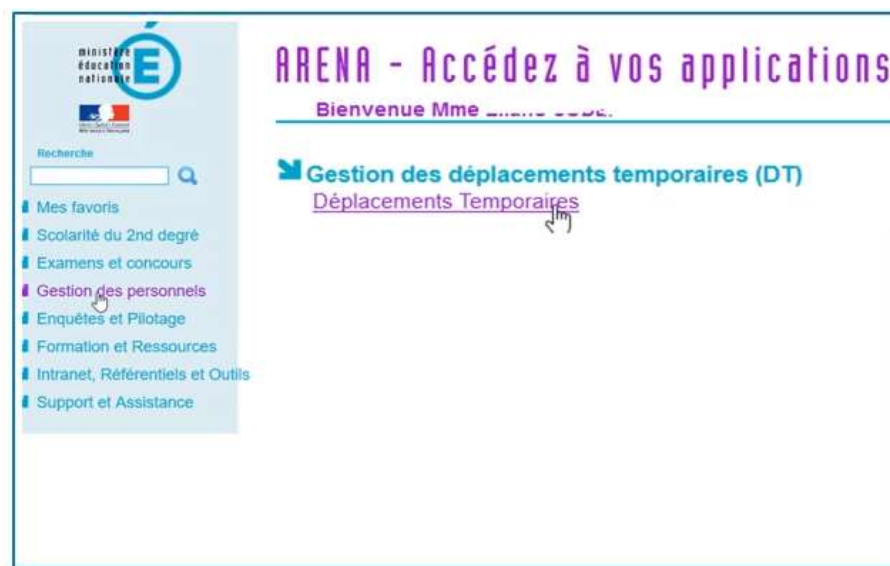 ministère
éducation
nationale
É
ARENA - Accédez à vos applications
Bienvenue Mme
Recherche
Gestion des déplacements temporaires (DT)
Déplacements Temporaires
Mes favoris
Scolarité du 2nd degré
Examens et concours
Gestion des personnels
Enquêtes et Pilotage
Formation et Ressources
Intranet, Référentiels et Outils
Support et Assistance